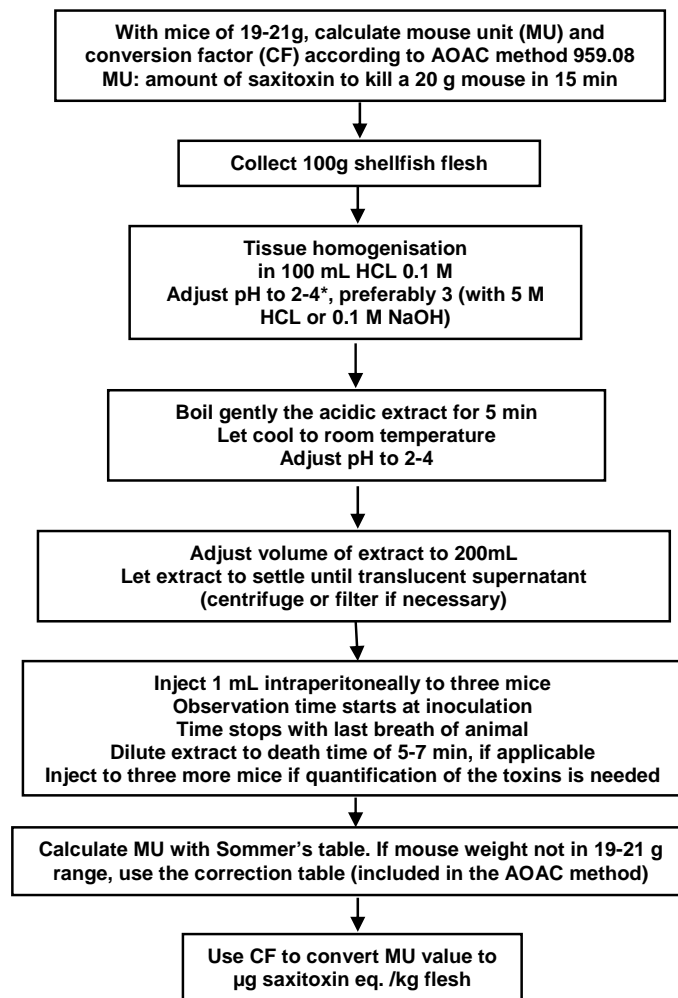 With mice of 19-21g, calculate mouse unit (MU) and
conversion factor (CF) according to AOAC method 959.08
MU: amount of saxitoxin to kill a 20 g mouse in 15 min
Collect 100g shellfish flesh
Tissue homogenisation
in 100 mL HCL 0.1 M
Adjust pH to 2-4*, preferably 3 (with 5 M
HCL or 0.1 M NaOH)
Boil gently the acidic extract for 5 min
Let cool to room temperature
Adjust pH to 2-4
Adjust volume of extract to 200mL
Let extract to settle until translucent supernatant
(centrifuge or filter if necessary)
Inject 1 mL intraperitoneally to three mice
Observation time starts at inoculation
Time stops with last breath of animal
Dilute extract to death time of 5-7 min, if applicable
Inject to three more mice if quantification of the toxins is needed
Calculate MU with Sommer's table. If mouse weight not in 19-21 g
range, use the correction table (included in the AOAC method)
Use CF to convert MU value to
µg saxitoxin eq. /kg flesh